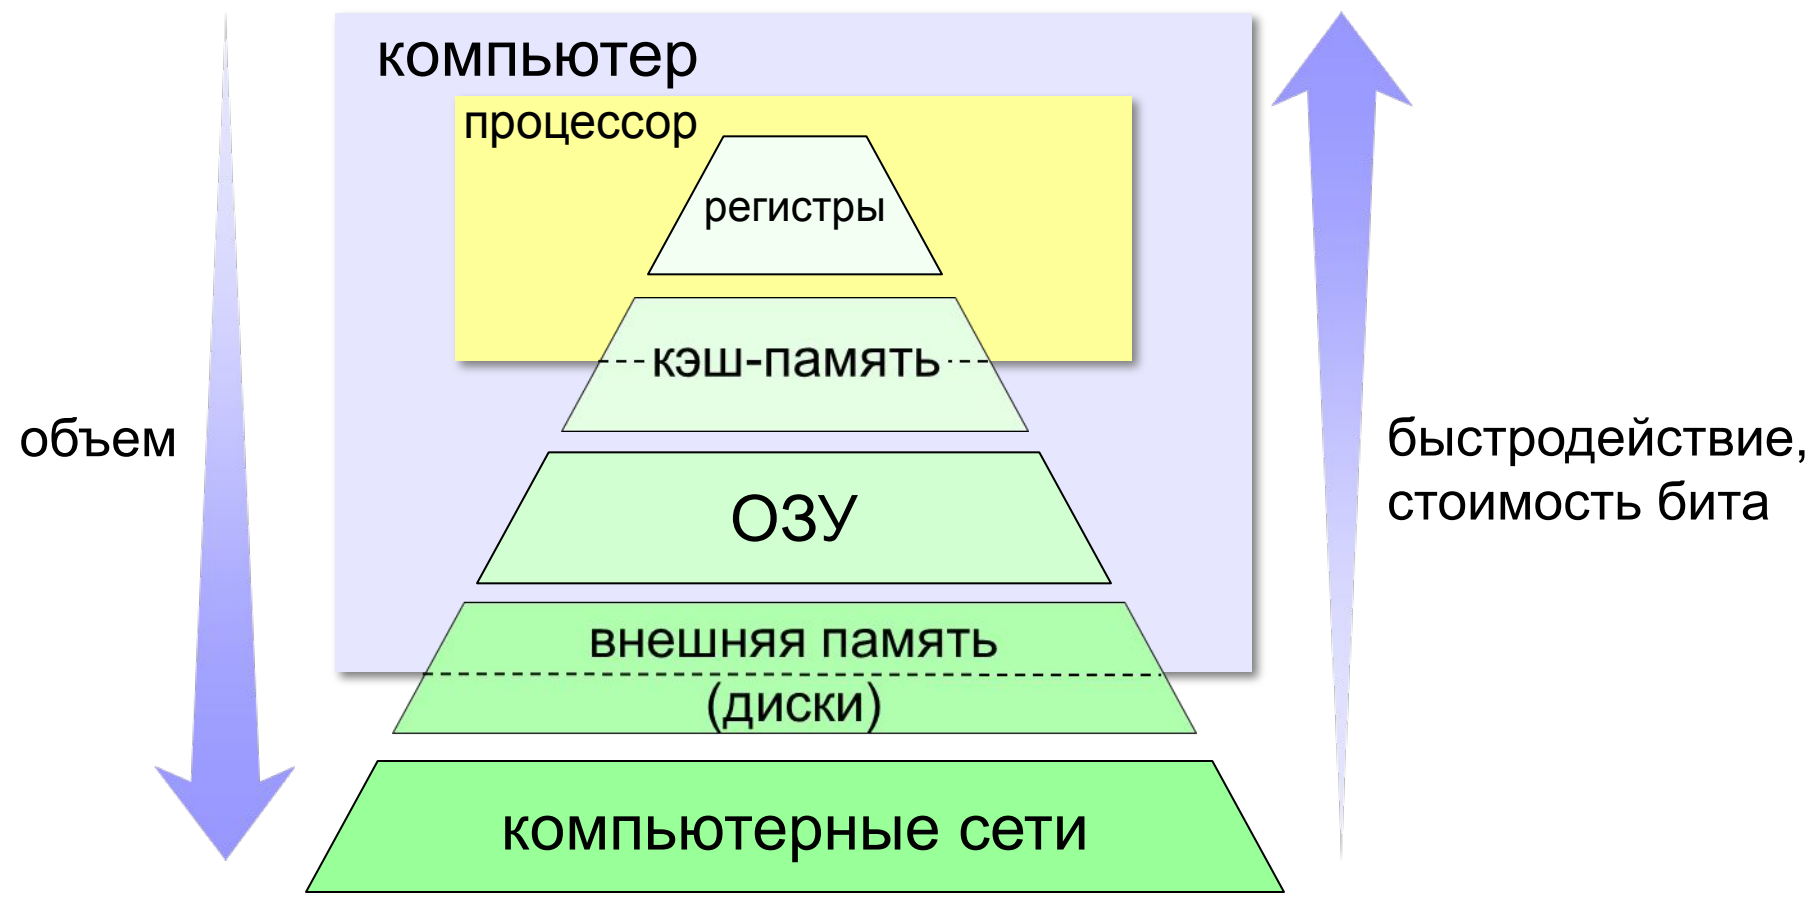 компьютер
процессор
регистры
кэш-память
объем
быстродействие,
стоимость бита
ОЗУ
внешняя память
(диски)
компьютерные сети